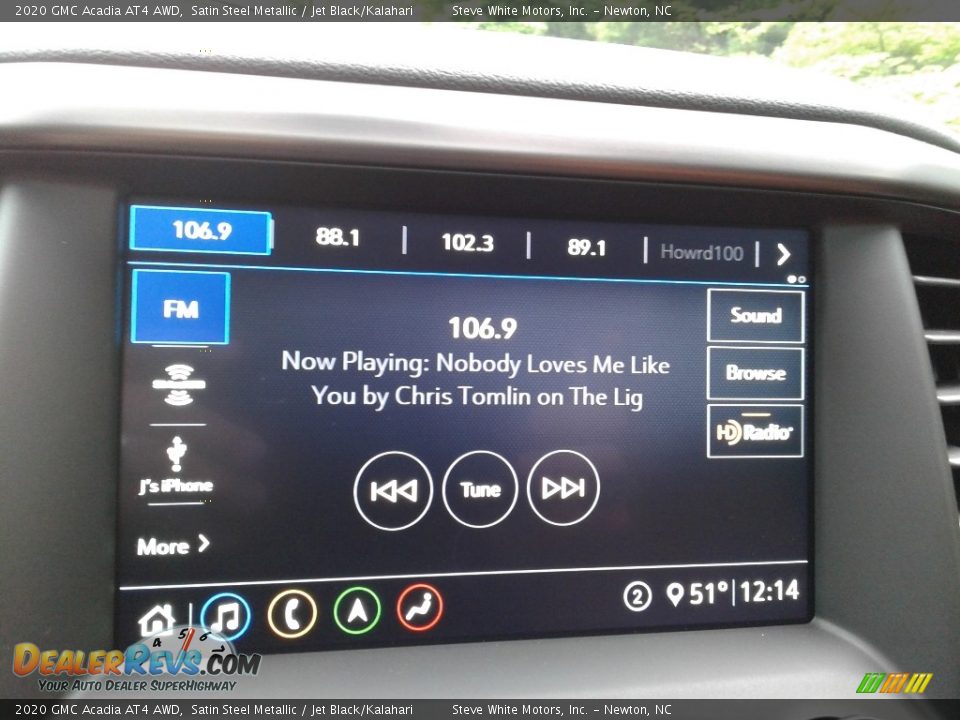 2020 GMC Acadia AT4 AWD, Satin Steel Metallic / Jet Black/Kalahari Steve White Motors, Inc. - Newton, NC
106.9 88.1 102.3 89.1 Howrd100
FM
106.9
Now Playing: Nobody Loves Me Like
You by Chris Tomlin on The Lig
Sound
Browse
HD Radio
J's iPhone
Tune
More
2 51° 12:14
DealerRevs.com
Your Auto Dealer SuperHighway
2020 GMC Acadia AT4 AWD, Satin Steel Metallic / Jet Black/Kalahari Steve White Motors, Inc. - Newton, NC